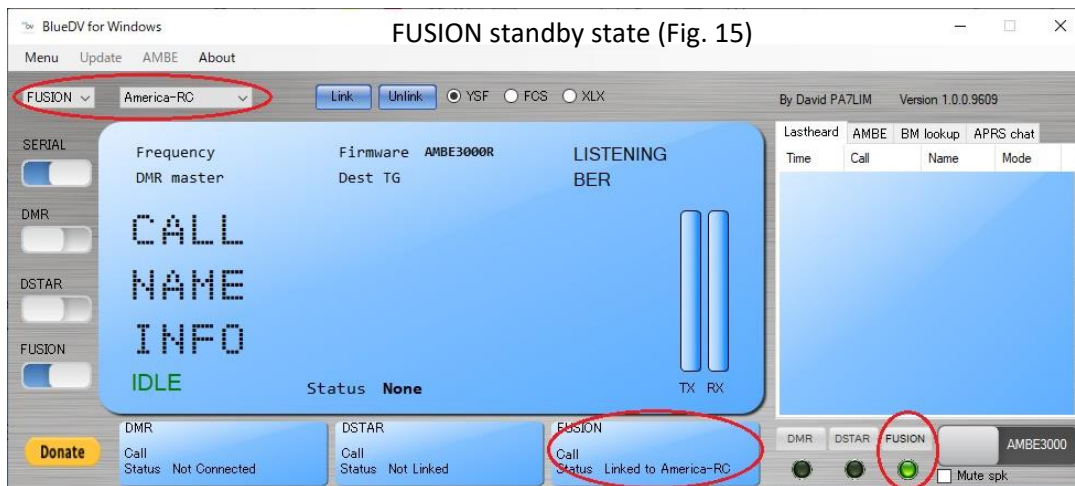 BlueDV for Windows
FUSION standby state (Fig. 15)
Menu Update AMBE About
FUSION America-RC Link Unlink YSF FCS XLX
By David PA7LIM Version 1.0.0.9609
SERIAL
DMR
DSTAR
FUSION
Donate
Frequency Firmware AMBE3000R LISTENING
DMR master Dest TG BER
CALL
NAME
INFO
IDLE Status None TX RX
DMR
Call
Status Not Connected
DSTAR
Call
Status Not Linked
FUSION
Call
Status Linked to America-RC
Lastheard AMBE BM lookup APRS chat
Time Call Name Mode
DMR DSTAR FUSION AMBE3000
Mute spk